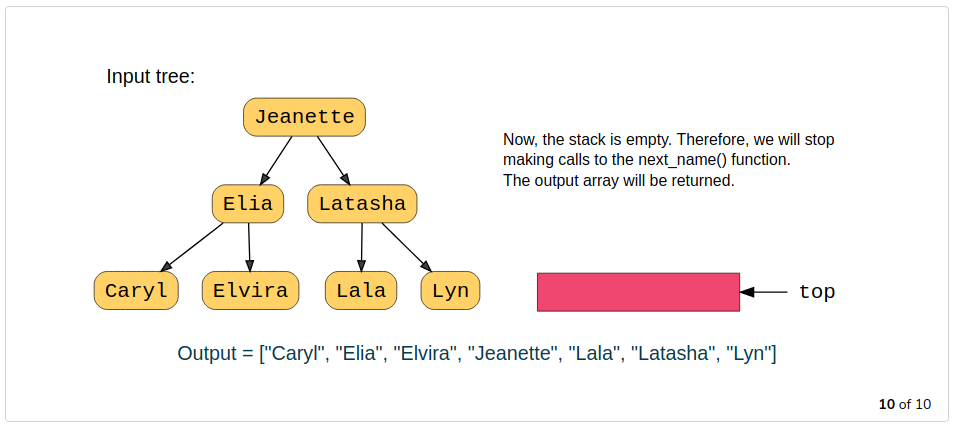 Input tree:
Jeanette
Now, the stack is empty. Therefore, we will stop
making calls to the next_name() function.
The output array will be returned.
Elia
Latasha
Caryl
Elvira
Lala
Lyn
top
Output = ["Caryl", "Elia", "Elvira", "Jeanette", "Lala", "Latasha", "Lyn"]
10 of 10